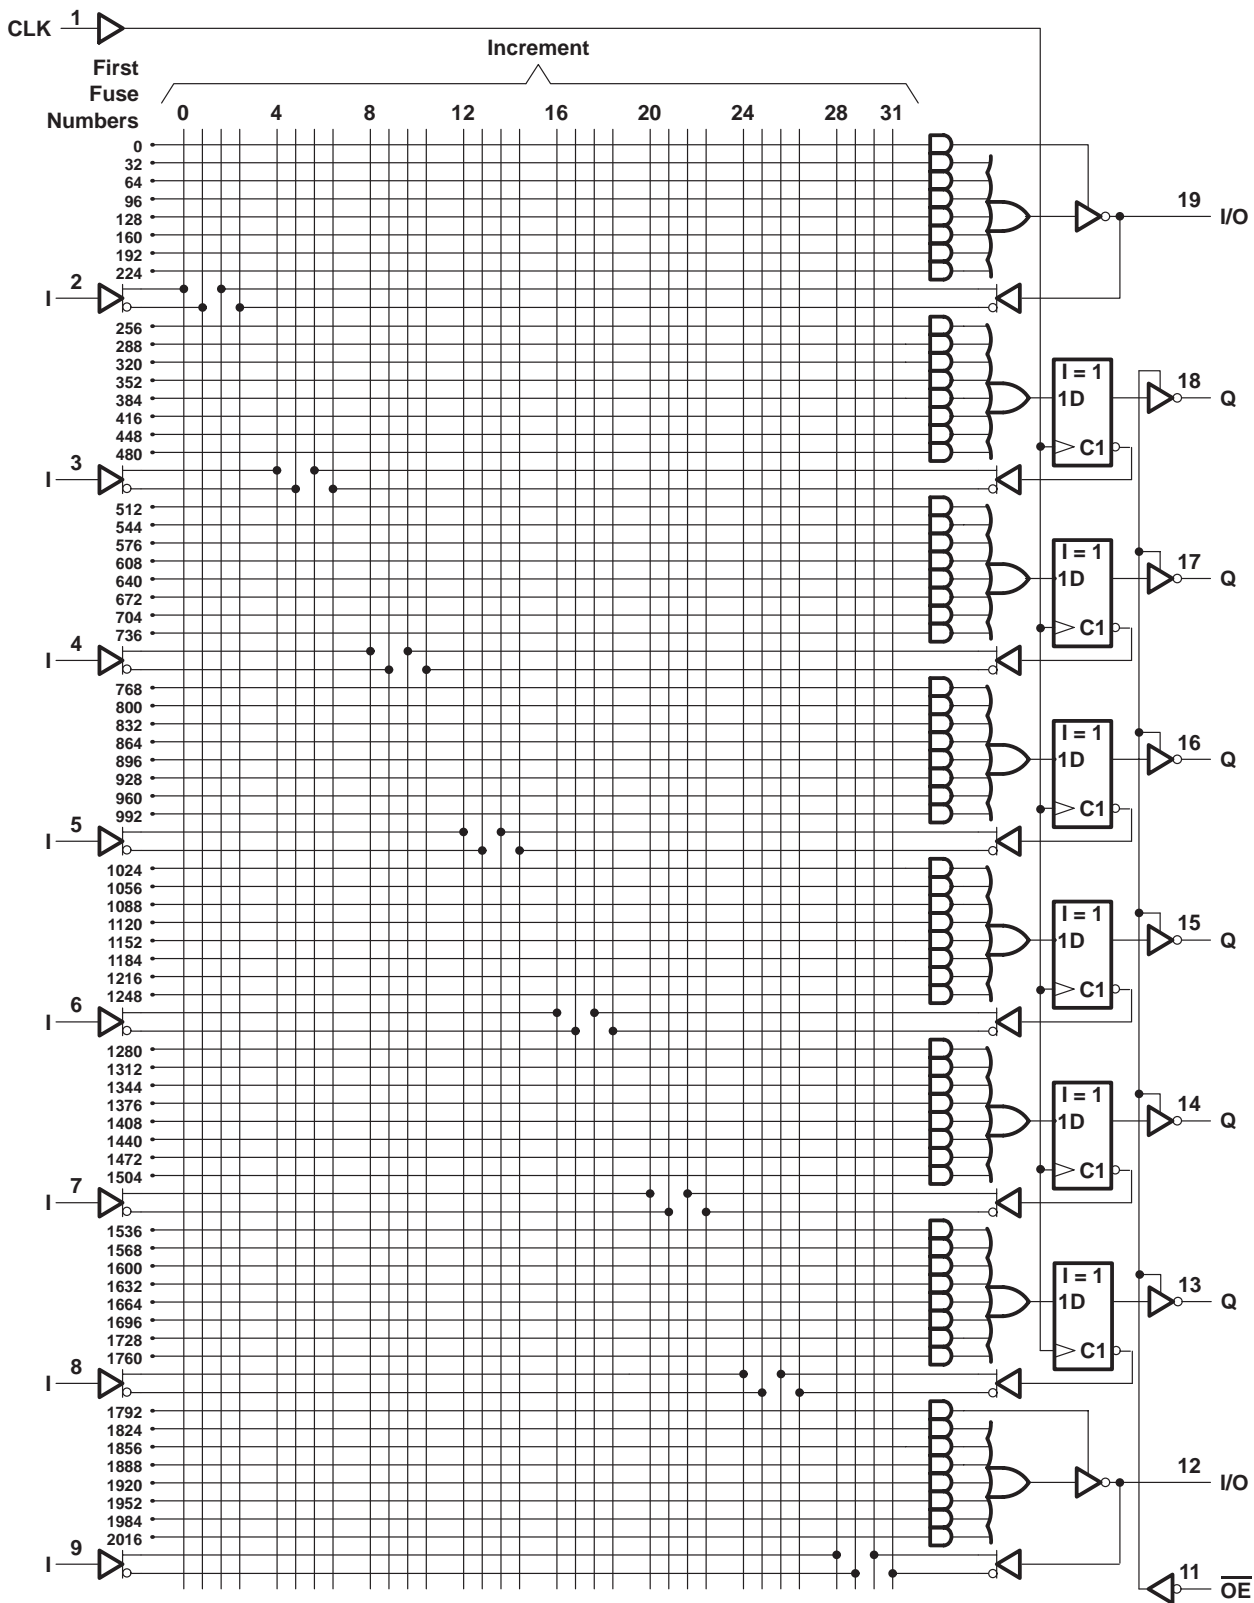 CLK 1
Increment
First
Fuse
Numbers
0 4 8 12 16 20 24 28 31
0
32
64
96
128
160
192
224
19 I/O
I 2
256
288
320
352
384
416
448
480
I = 1
1D
C1
18 Q
I 3
512
544
576
608
640
672
704
736
I = 1
1D
C1
17 Q
I 4
768
800
832
864
896
928
960
992
I = 1
1D
C1
16 Q
I 5
1024
1056
1088
1120
1152
1184
1216
1248
I = 1
1D
C1
15 Q
I 6
1280
1312
1344
1376
1408
1440
1472
1504
I = 1
1D
C1
14 Q
I 7
1536
1568
1600
1632
1664
1696
1728
1760
I = 1
1D
C1
13 Q
I 8
1792
1824
1856
1888
1920
1952
1984
2016
12 I/O
I 9
11 OE